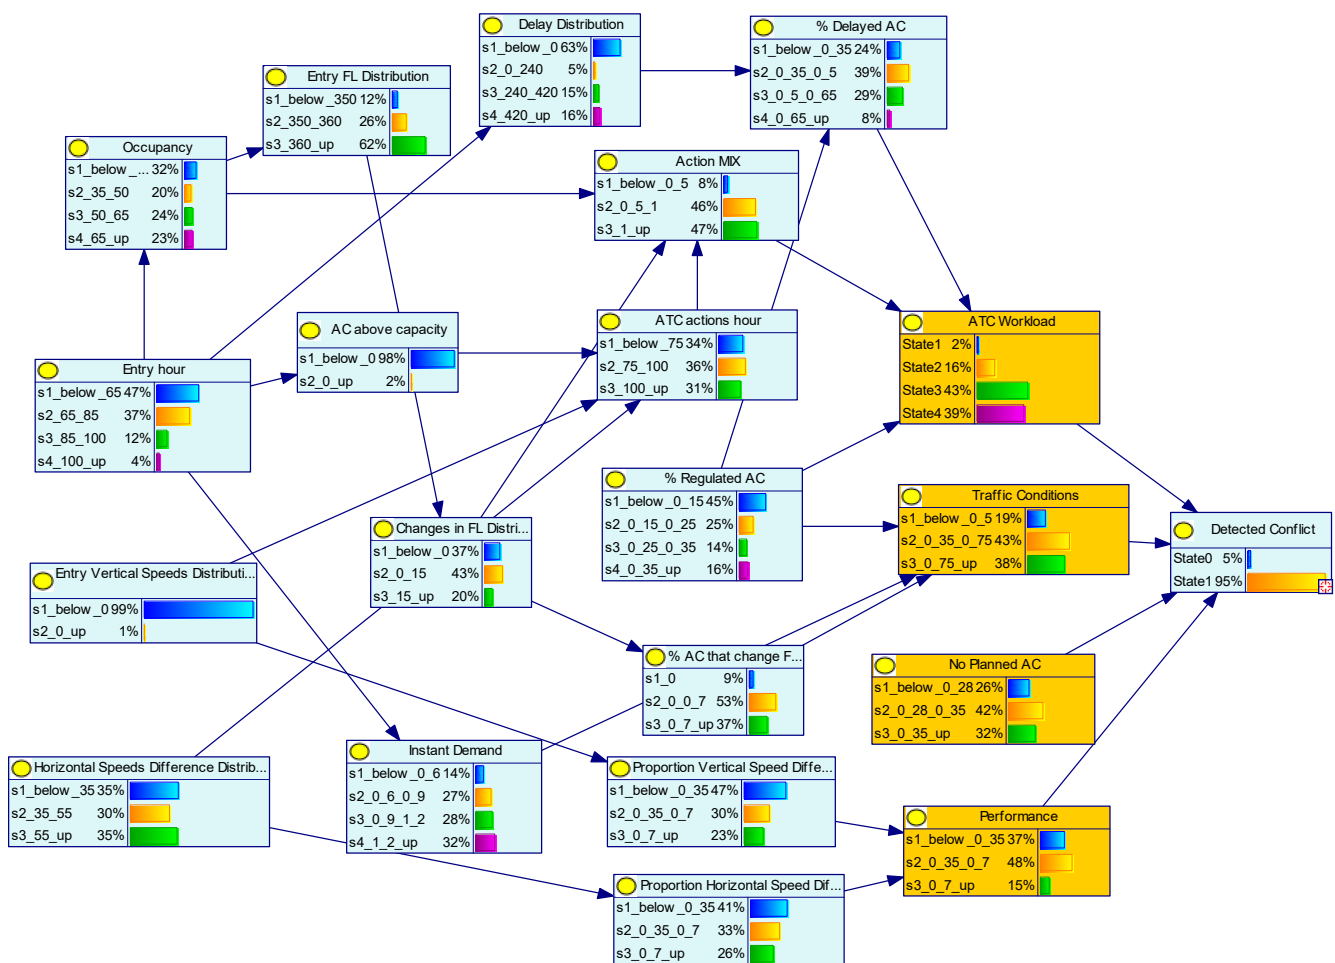 Delay Distribution
s1_below_0 63%
s2_0_240 5%
s3_240_420 15%
s4_420_up 16%
% Delayed AC
s1_below_0_35 24%
s2_0_35_0_5 39%
s3_0_5_0_65 29%
s4_0_65_up 8%
Entry FL Distribution
s1_below_350 12%
s2_350_360 26%
s3_360_up 62%
Occupancy
s1_below_... 32%
s2_35_50 20%
s3_50_65 24%
s4_65_up 23%
Action MIX
s1_below_0_5 8%
s2_0_5_1 46%
s3_1_up 47%
AC above capacity
s1_below_0 98%
s2_0_up 2%
ATC actions hour
s1_below_75 34%
s2_75_100 36%
s3_100_up 31%
ATC Workload
State1 2%
State2 16%
State3 43%
State4 39%
Entry hour
s1_below_65 47%
s2_65_85 37%
s3_85_100 12%
s4_100_up 4%
% Regulated AC
s1_below_0_15 45%
s2_0_15_0_25 25%
s3_0_25_0_35 14%
s4_0_35_up 16%
Traffic Conditions
s1_below_0_5 19%
s2_0_35_0_75 43%
s3_0_75_up 38%
Changes in FL Distri...
s1_below_0 37%
s2_0_15 43%
s3_15_up 20%
Detected Conflict
State0 5%
State1 95%
Entry Vertical Speeds Distributi...
s1_below_0 99%
s2_0_up 1%
% AC that change F...
s1_0 9%
s2_0_0_7 53%
s3_0_7_up 37%
No Planned AC
s1_below_0_28 26%
s2_0_28_0_35 42%
s3_0_35_up 32%
Instant Demand
s1_below_0_6 14%
s2_0_6_0_9 27%
s3_0_9_1_2 28%
s4_1_2_up 32%
Horizontal Speeds Difference Distrib...
s1_below_35 35%
s2_35_55 30%
s3_55_up 35%
Proportion Vertical Speed Diffe...
s1_below_0_35 47%
s2_0_35_0_7 30%
s3_0_7_up 23%
Performance
s1_below_0_35 37%
s2_0_35_0_7 48%
s3_0_7_up 15%
Proportion Horizontal Speed Dif...
s1_below_0_35 41%
s2_0_35_0_7 33%
s3_0_7_up 26%